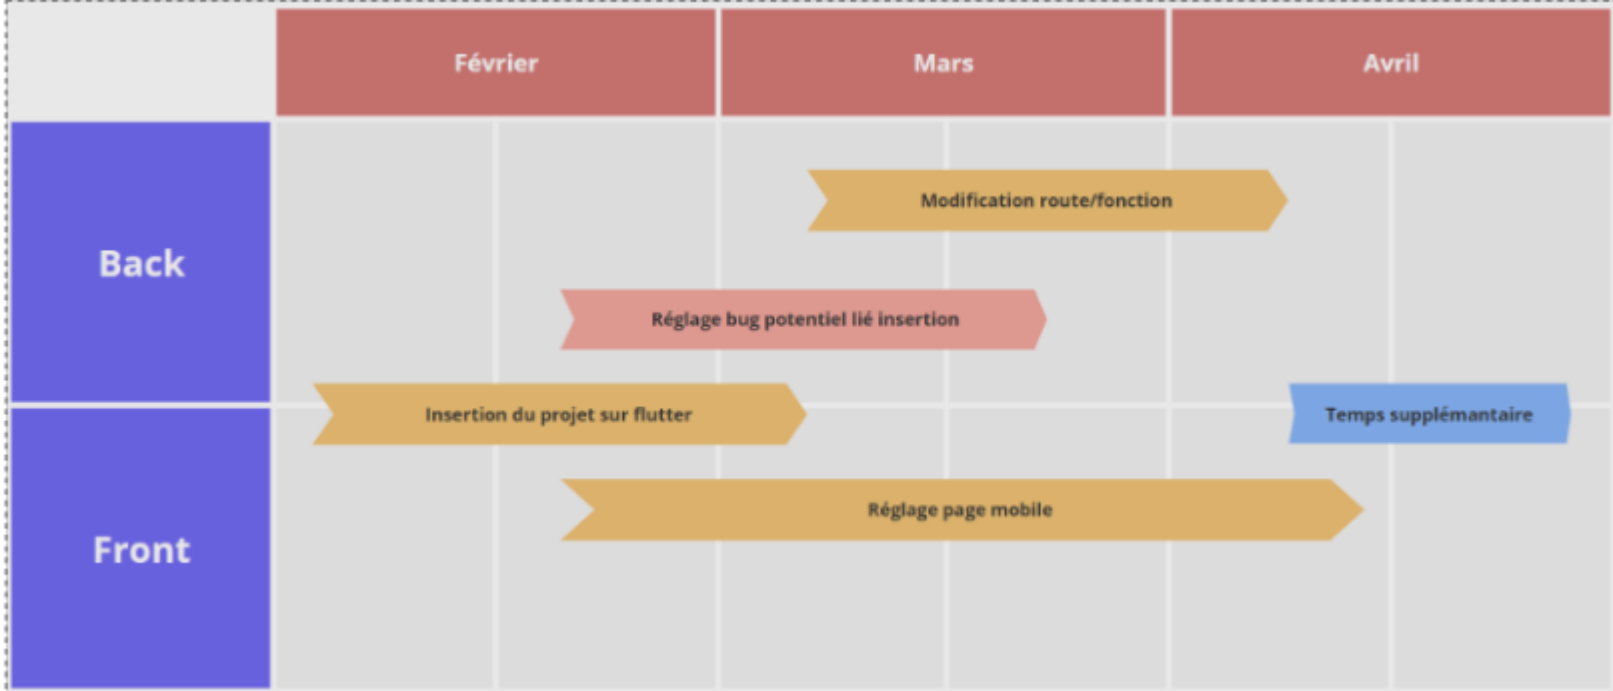 Février
Mars
Avril
Back
Modification route/fonction
Réglage bug potentiel lié insertion
Insertion du projet sur flutter
Temps supplémantaire
Front
Réglage page mobile